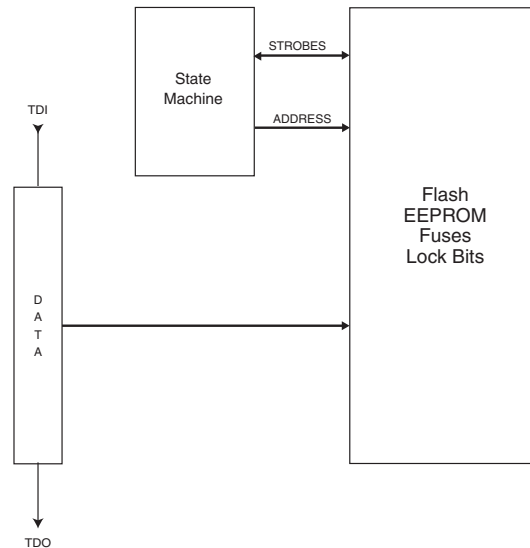 STROBES
State
Machine
ADDRESS
TDI
Flash
EEPROM
Fuses
Lock Bits
D
A
T
A
TDO